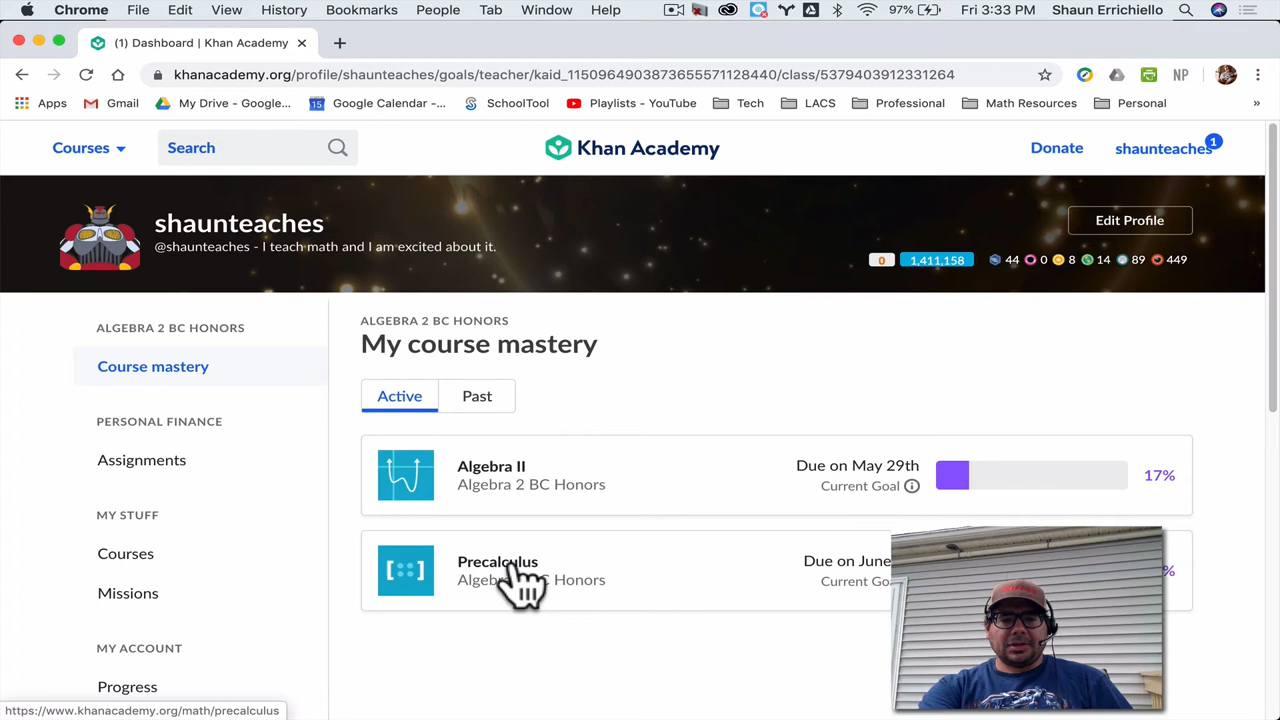 Chrome File Edit View History Bookmarks People Tab Window Help 97% Fri 3:33 PM Shaun Errichiello
(1) Dashboard | Khan Academy
khanacademy.org/profile/shaunteaches/goals/teacher/kaid_1150964903873655571128440/class/5379403912331264 NP
Apps Gmail My Drive - Google... 15 Google Calendar -... SchoolTool Playlists - YouTube Tech LACS Professional Math Resources Personal »
Courses Search Khan Academy Donate shaunteaches 1
shaunteaches
@shaunteaches - I teach math and I am excited about it.
Edit Profile
0 1,411,158 44 0 8 14 89 449
ALGEBRA 2 BC HONORS
Course mastery
PERSONAL FINANCE
Assignments
MY STUFF
Courses
Missions
MY ACCOUNT
Progress
ALGEBRA 2 BC HONORS
My course mastery
Active Past
Algebra II
Algebra 2 BC Honors
Due on May 29th
Current Goal
17%
Precalculus
Honors
Due on June
Current
%
https://www.khanacademy.org/math/precalculus